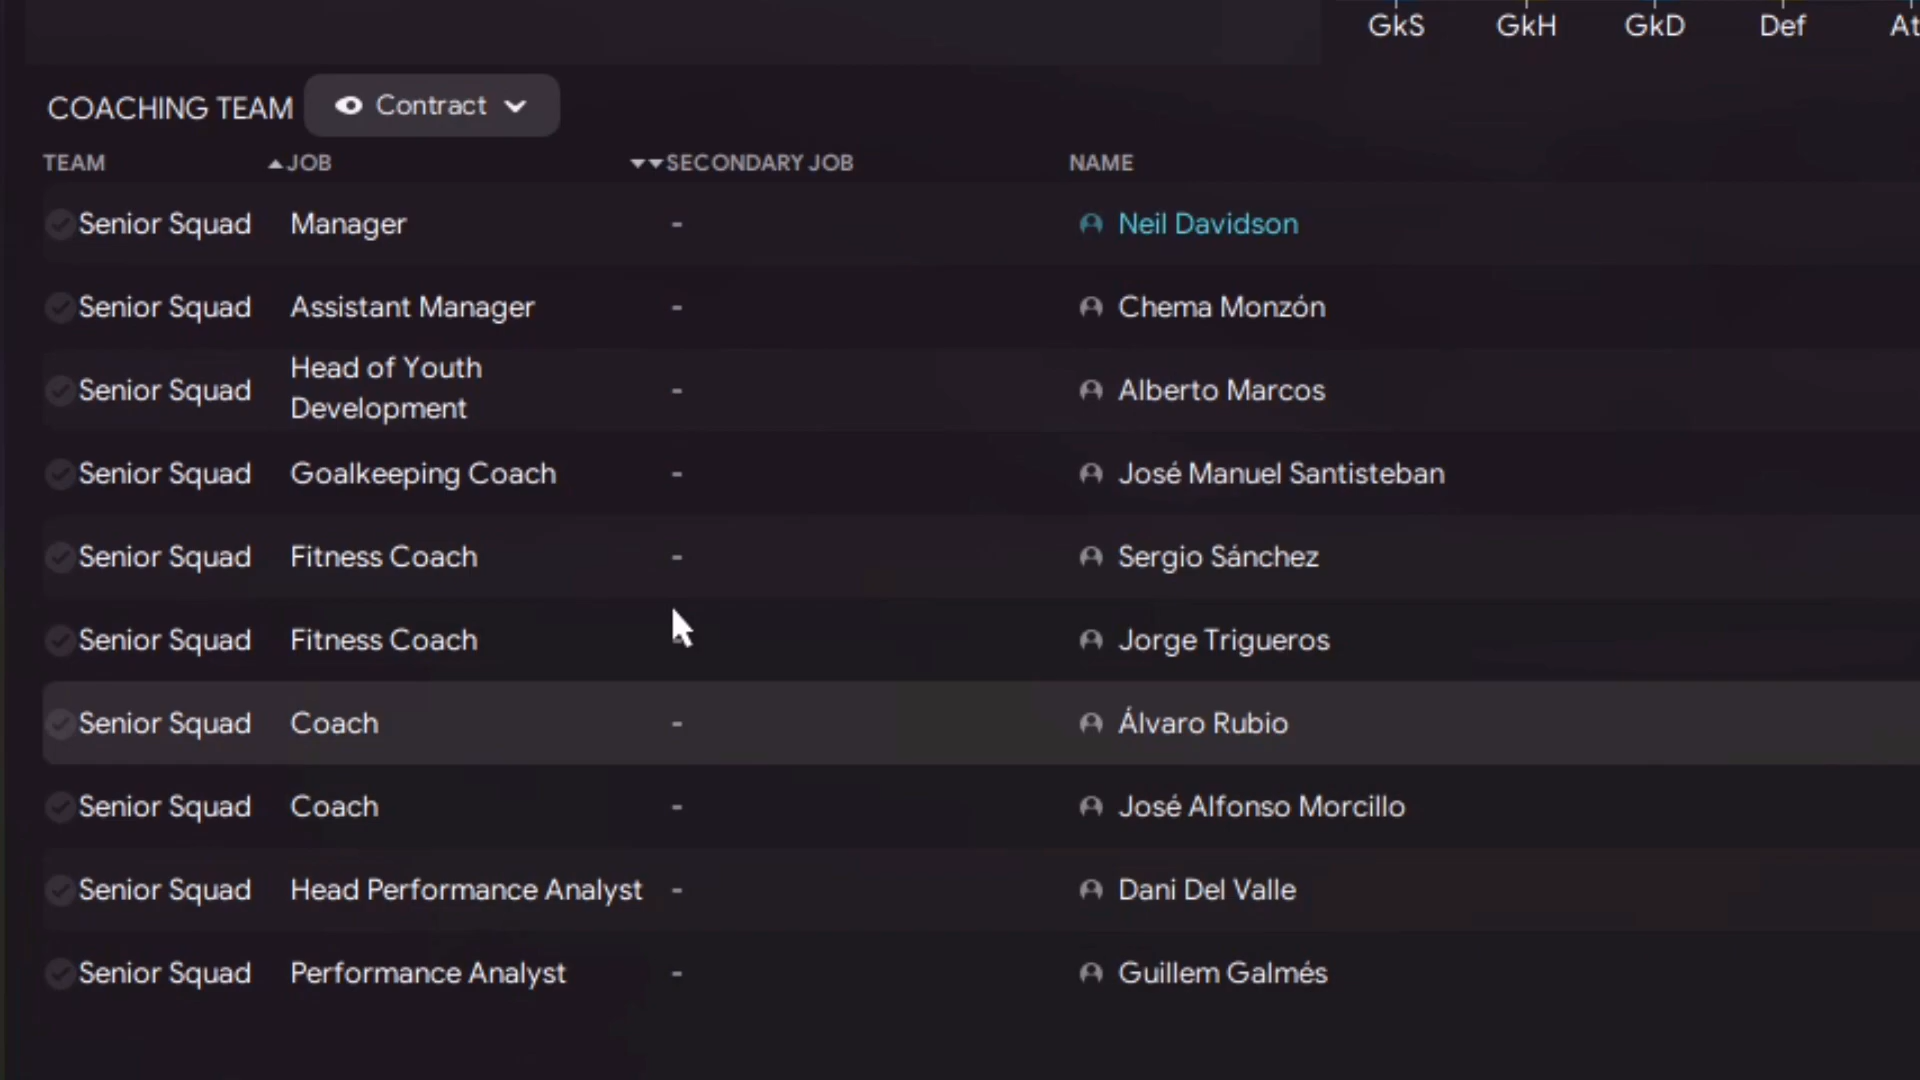 GkS GkH GkD Def At
COACHING TEAM Contract
TEAM JOB SECONDARY JOB NAME
Senior Squad Manager - Neil Davidson
Senior Squad Assistant Manager - Chema Monzón
Senior Squad Head of Youth Development - Alberto Marcos
Senior Squad Goalkeeping Coach - José Manuel Santisteban
Senior Squad Fitness Coach - Sergio Sánchez
Senior Squad Fitness Coach Jorge Trigueros
Senior Squad Coach - Álvaro Rubio
Senior Squad Coach - José Alfonso Morcillo
Senior Squad Head Performance Analyst - Dani Del Valle
Senior Squad Performance Analyst - Guillem Galmés